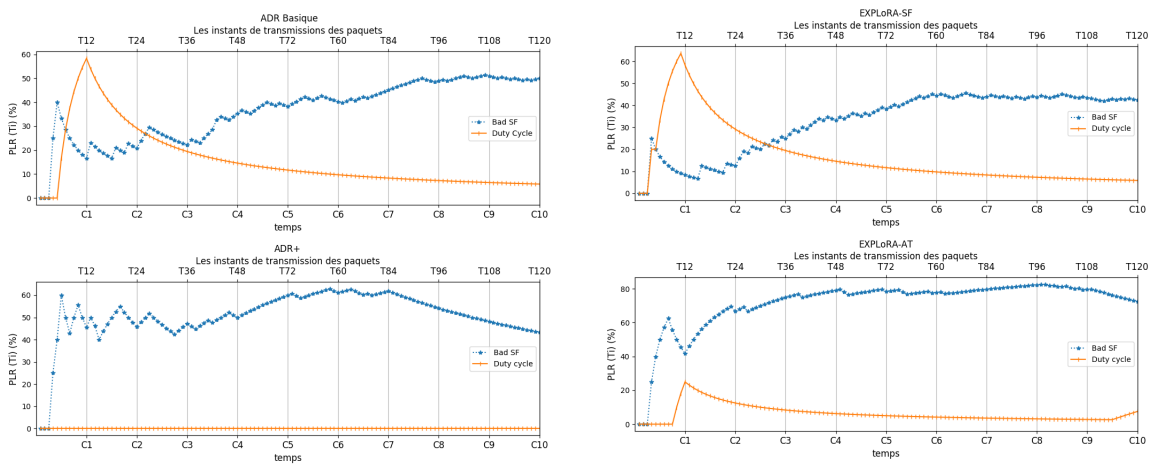 ADR Basique
Les instants de transmissions des paquets
T12 T24 T36 T48 T72 T60 T84 T96 T108 T120
PLR (Ti) (%)
60
50
40
30
20
10
0
Bad SF
Duty Cycle
C1 C2 C3 C4 C5 C6 C7 C8 C9 C10
temps
EXPLoRA-SF
Les instants de transmission des paquets
T12 T24 T36 T48 T72 T60 T84 T96 T108 T120
PLR (Ti) (%)
60
50
40
30
20
10
0
Bad SF
Duty Cycle
C1 C2 C3 C4 C5 C6 C7 C8 C9 C10
temps
ADR+
Les instants de transmission des paquets
T12 T24 T36 T48 T72 T60 T84 T96 T108 T120
PLR (Ti) (%)
60
50
40
30
20
10
0
Bad SF
Duty cycle
C1 C2 C3 C4 C5 C6 C7 C8 C9 C10
temps
EXPLoRA-AT
Les instants de transmission des paquets
T12 T24 T36 T48 T72 T60 T84 T96 T108 T120
PLR (Ti) (%)
80
60
40
20
0
Bad SF
Duty cycle
C1 C2 C3 C4 C5 C6 C7 C8 C9 C10
temps